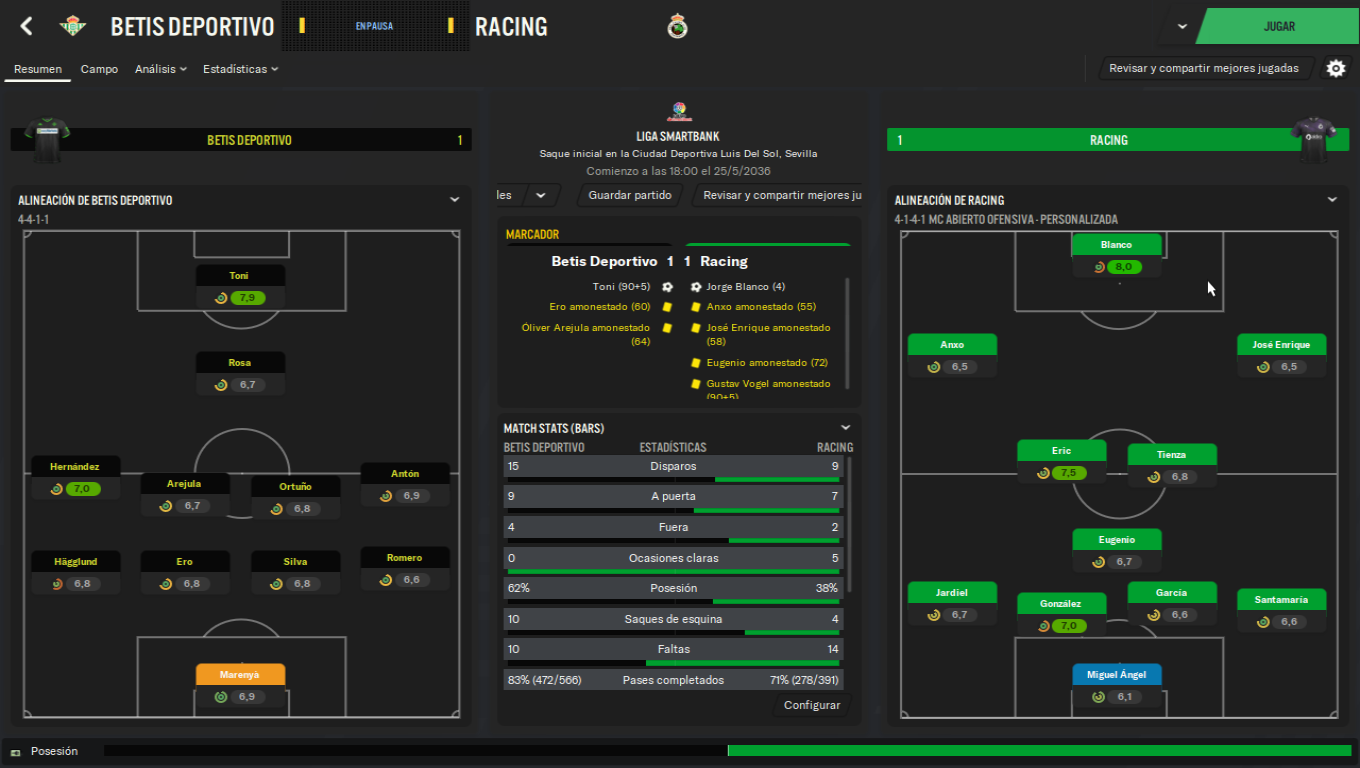 BETIS DEPORTIVO
EN PAUSA
RACING
JUGAR
Resumen
Campo
Análisis
Estadísticas
Revisar y compartir mejores jugadas
BETIS DEPORTIVO 1
ALINEACIÓN DE BETIS DEPORTIVO
4-4-1-1
Toni
7,9
Rosa
6,7
Hernández
7,0
Arejula
6,7
Ortuño
6,8
Antón
6,9
Hägglund
6,8
Ero
6,8
Silva
6,8
Romero
6,6
Marenyà
6,9
LIGA SMARTBANK
Saque inicial en la Ciudad Deportiva Luis Del Sol, Sevilla
Comienzo a las 18:00 el 25/5/2036
les
Guardar partido
Revisar y compartir mejores ju
MARCADOR
Betis Deportivo 1 1 Racing
Toni (90+5)
Jorge Blanco (4)
Ero amonestado (60)
Anxo amonestado (55)
Óliver Arejula amonestado
(64)
José Enrique amonestado
(58)
Eugenio amonestado (72)
Gustav Vogel amonestado
(90+5)
MATCH STATS (BARS)
BETIS DEPORTIVO ESTADÍSTICAS RACING
15 Disparos 9
9 A puerta 7
4 Fuera 2
0 Ocasiones claras 5
62% Posesión 38%
10 Saques de esquina 4
10 Faltas 14
83% (472/566) Pases completados 71% (278/391)
Configurar
1 RACING
ALINEACIÓN DE RACING
4-1-4-1 MC ABIERTO OFENSIVA - PERSONALIZADA
Blanco
8,0
Anxo
6,5
José Enrique
6,5
Eric
7,5
Tienza
6,8
Eugenio
6,7
Jardiel
6,7
González
7,0
García
6,6
Santamaría
6,6
Miguel Ángel
6,1
Posesión